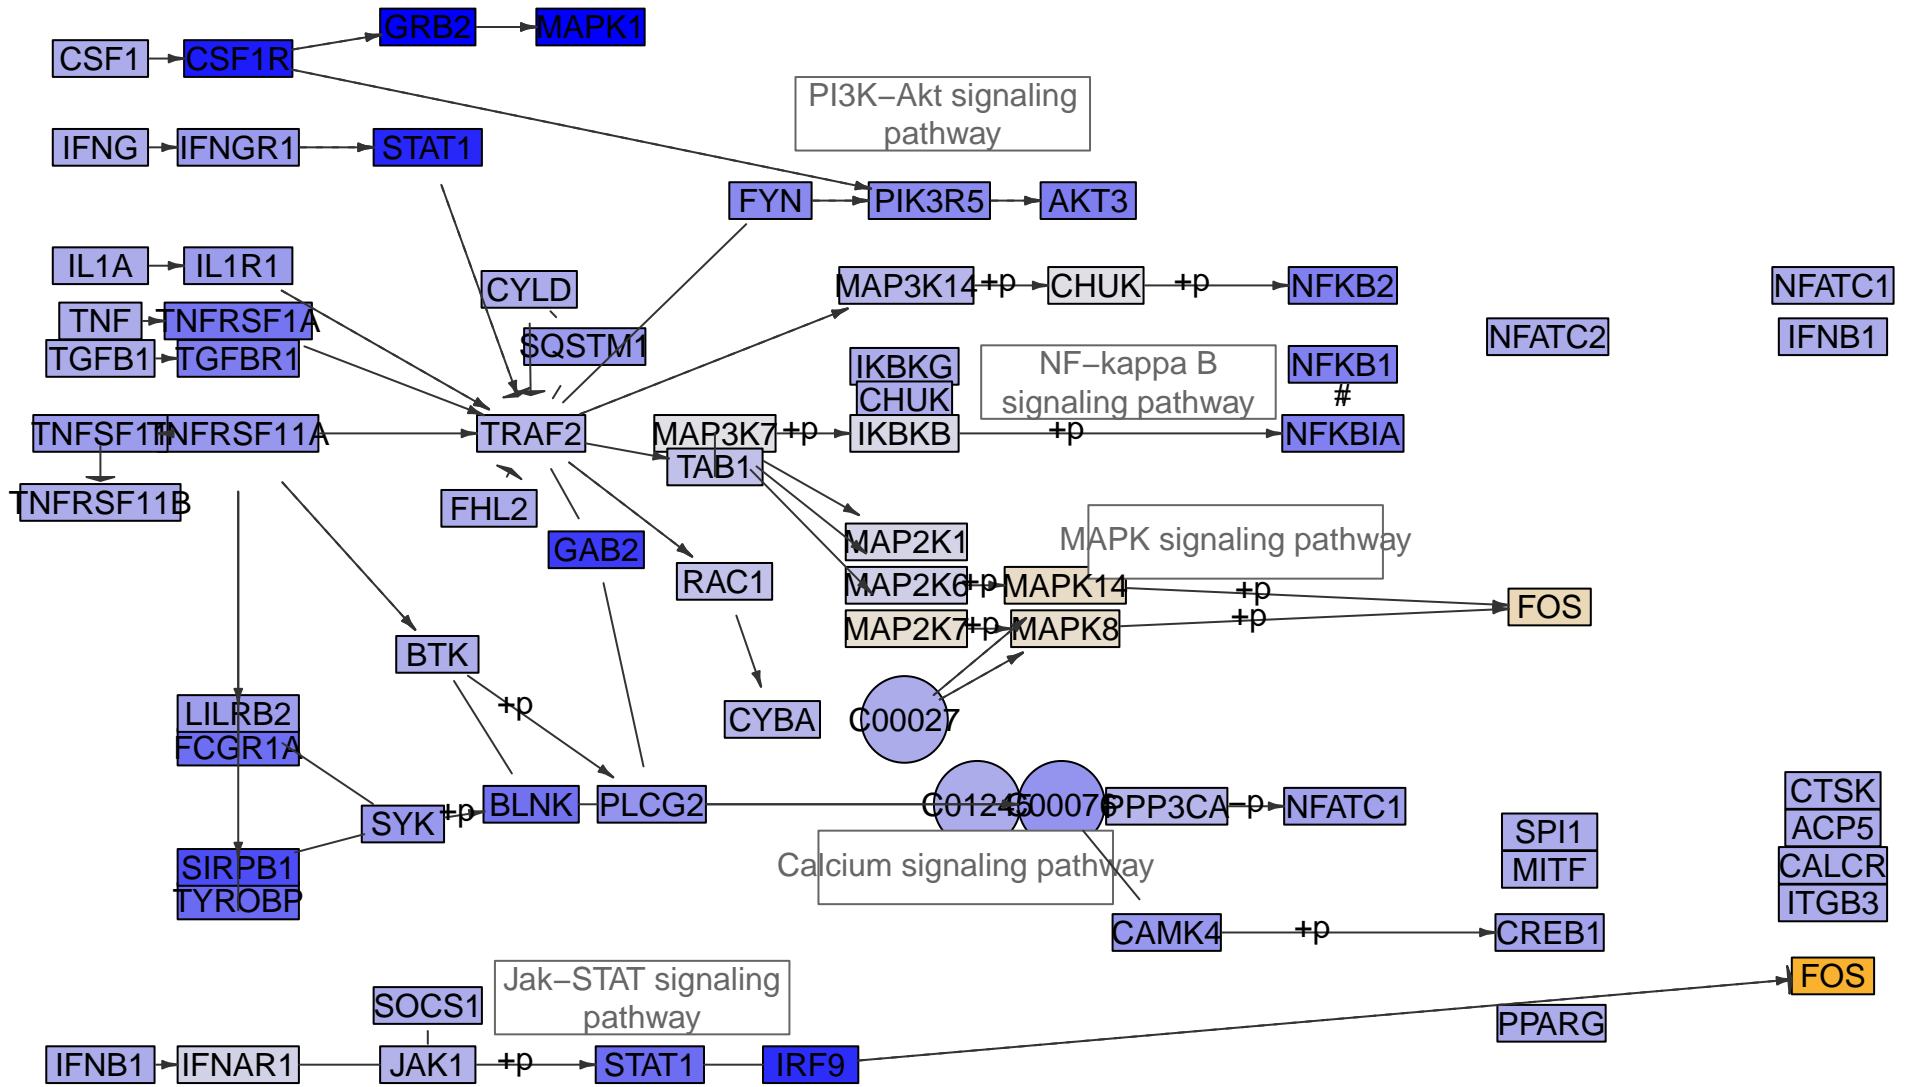 GRB2
MAPK1
CSF1
CSF1R
PI3K−Akt signaling
pathway
IFNG
IFNGR1
STAT1
FYN
PIK3R5
AKT3
IL1A
IL1R1
CYLD
MAP3K14
+p
CHUK
+p
NFKB2
NFATC1
TNF
TNFRSF1A
SQSTM1
NFATC2
IFNB1
TGFB1
TGFBR1
IKBKG
NF−kappa B
signaling pathway
NFKB1
#
CHUK
TNFRSF11A
TRAF2
MAP3K7
+p
IKBKB
+p
NFKBIA
TAB1
TNFRSF11B
FHL2
GAB2
MAP2K1
MAPK signaling pathway
RAC1
MAP2K6
+p
MAPK14
+p
FOS
MAP2K7
+p
MAPK8
+p
BTK
+p
LILRB2
CYBA
C00027
FCGR1A
SYK
+p
BLNK
PLCG2
C01245
C00076
PPP3CA
−p
NFATC1
CTSK
SPI1
ACP5
SIRPB1
Calcium signaling pathway
MITF
CALCR
TYROBP
ITGB3
CAMK4
+p
CREB1
Jak−STAT signaling
pathway
FOS
SOCS1
PPARG
IFNB1
IFNAR1
JAK1
+p
STAT1
IRF9